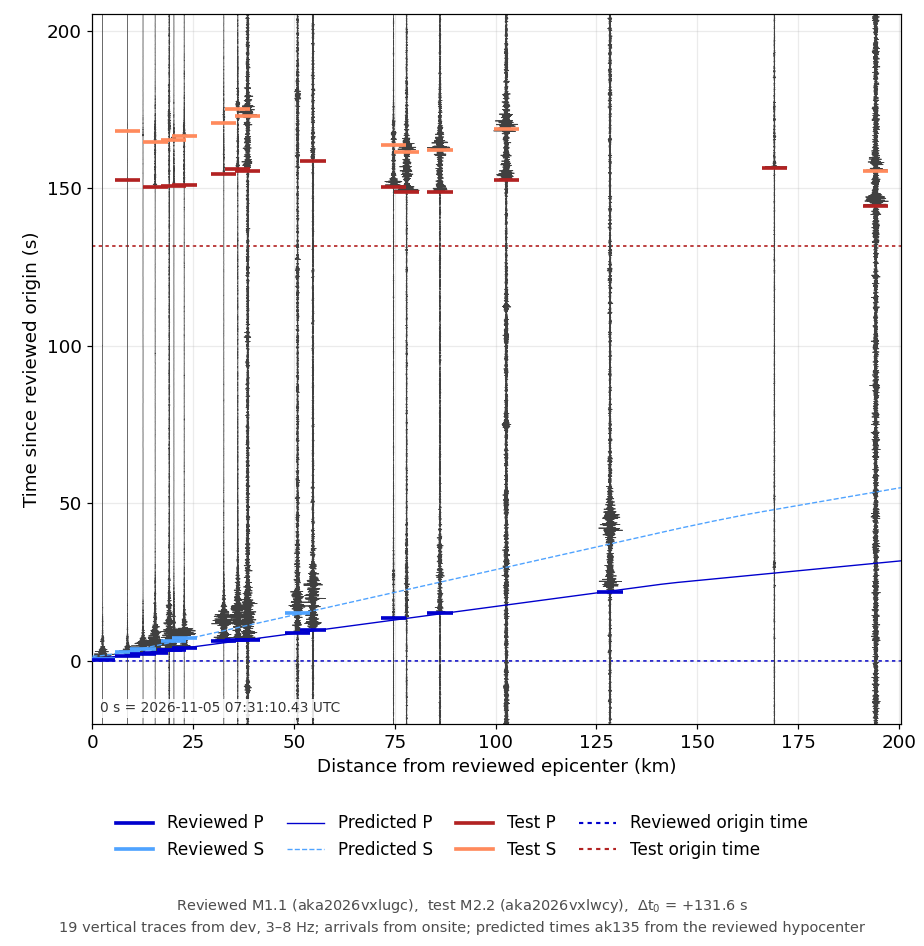 200
150
100
50
0
Time since reviewed origin (s)
0 s = 2026-11-05 07:31:10.43 UTC
0 25 50 75 100 125 150 175 200
Distance from reviewed epicenter (km)
Reviewed P Predicted P Test P Reviewed origin time
Reviewed S Predicted S Test S Test origin time
Reviewed M1.1 (aka2026vxlugc), test M2.2 (aka2026vxlwcy), Δt₀ = +131.6 s
19 vertical traces from dev, 3–8 Hz; arrivals from onsite; predicted times ak135 from the reviewed hypocenter